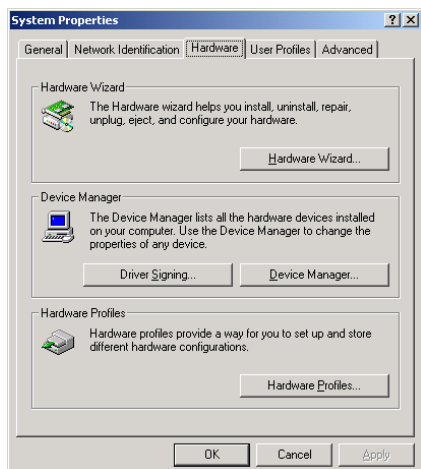 System Properties
? X
General Network Identification Hardware User Profiles Advanced
Hardware Wizard
The Hardware wizard helps you install, uninstall, repair,
unplug, eject, and configure your hardware.
Hardware Wizard...
Device Manager
The Device Manager lists all the hardware devices installed
on your computer. Use the Device Manager to change the
properties of any device.
Driver Signing... Device Manager...
Hardware Profiles
Hardware profiles provide a way for you to set up and store
different hardware configurations.
Hardware Profiles...
OK Cancel Apply